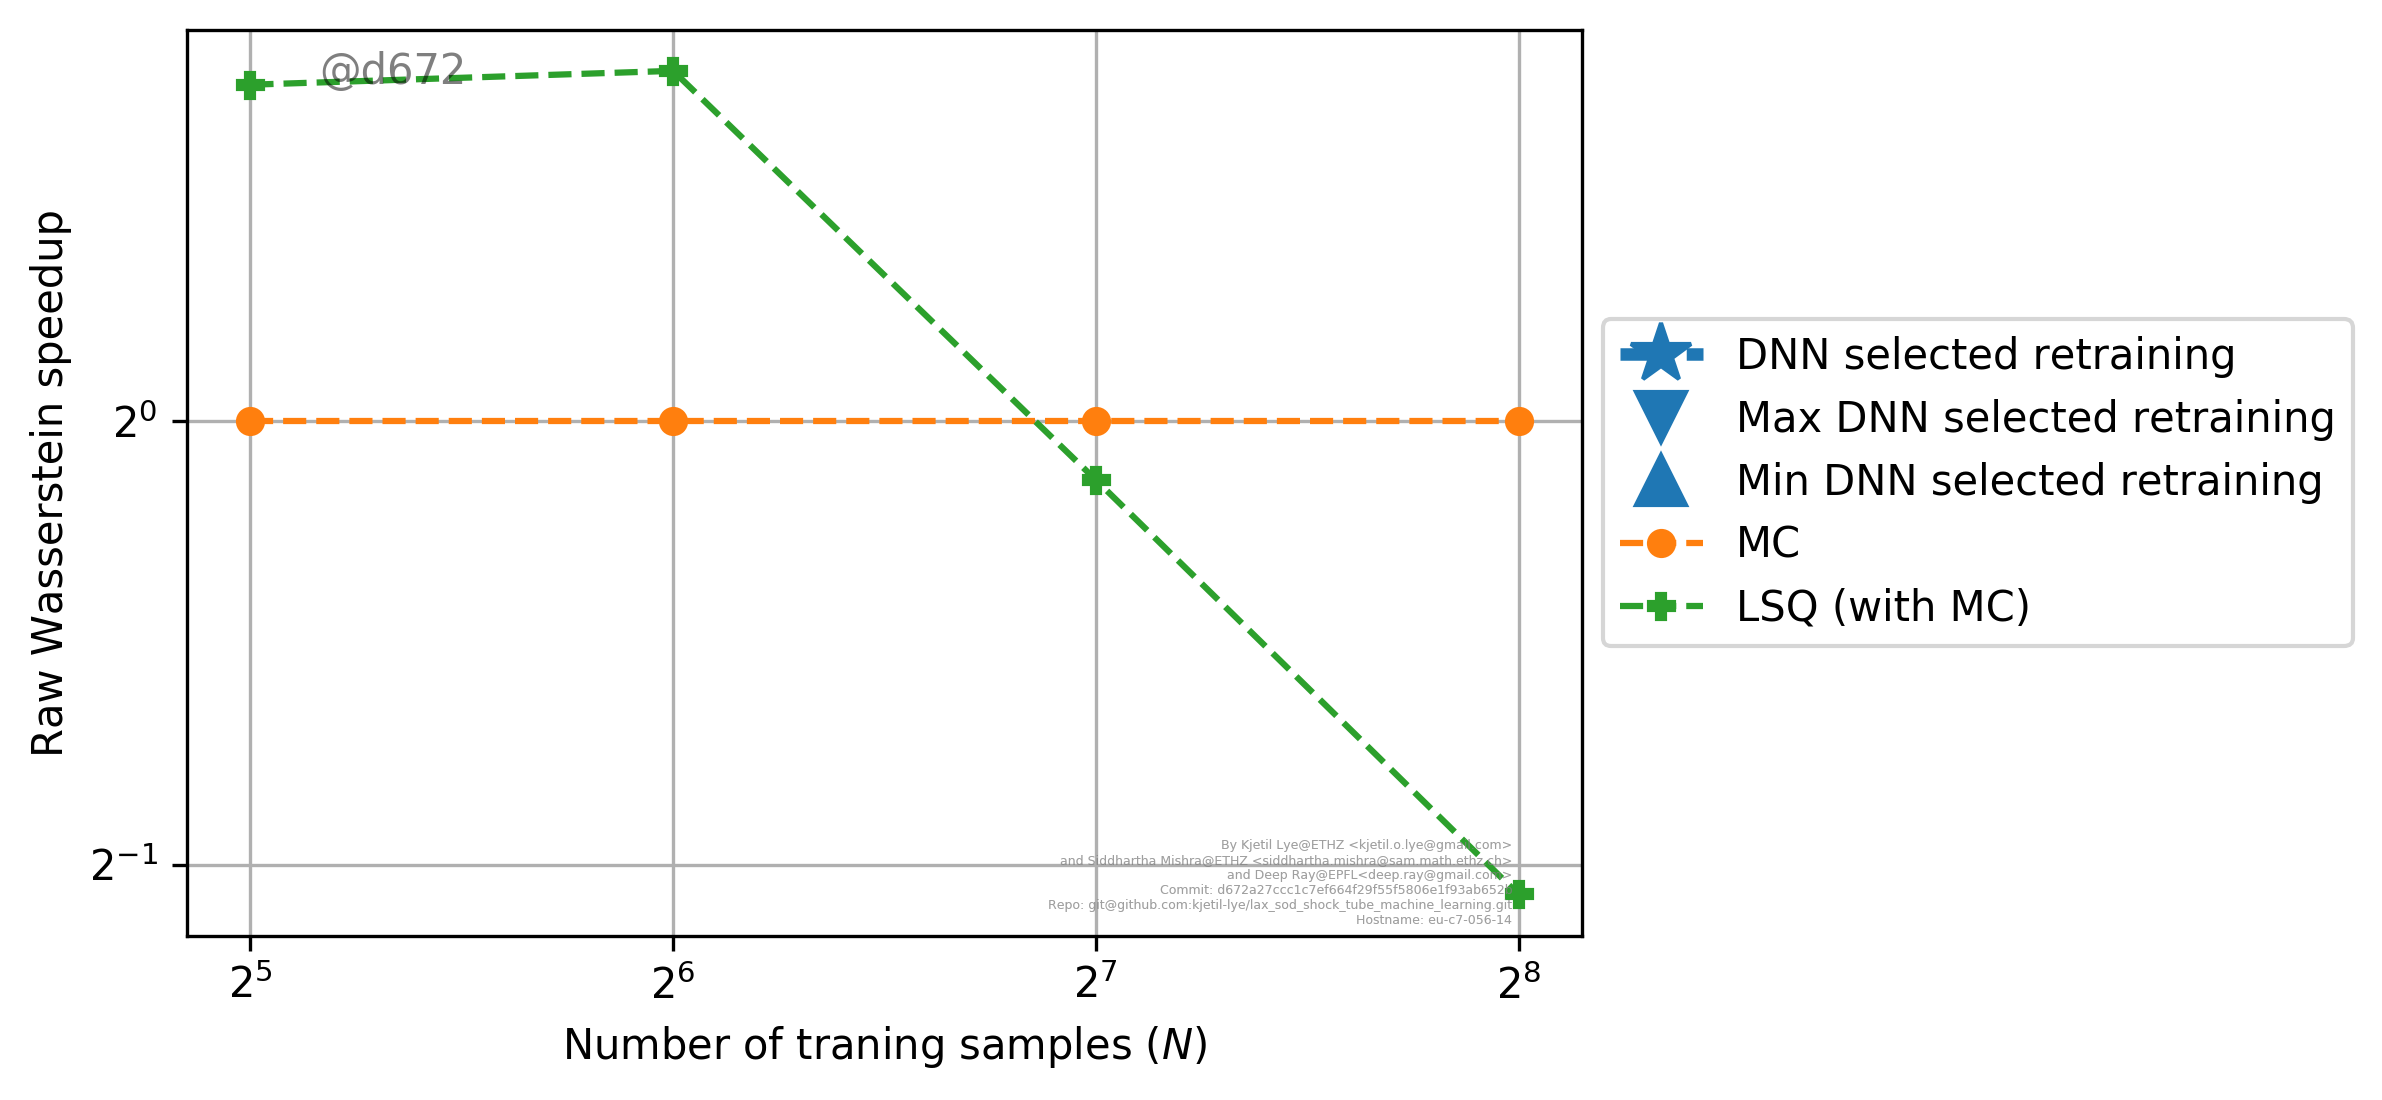 @d672
Raw Wasserstein speedup
2^0
2^-1
By Kjetil Lye@ETHZ <kjetil.o.lye@gmail.com>
and Siddhartha Mishra@ETHZ <siddhartha.mishra@sam.math.ethz.ch>
and Deep Ray@EPFL<deep.ray@gmail.com>
Commit:
Repo: git@github.com:kjetil-lye/lax_sod_shock_tube_machine_learning.git
Hostname: eu-c7-056-14
2^5 2^6 2^7 2^8
Number of traning samples (N)
DNN selected retraining
Max DNN selected retraining
Min DNN selected retraining
MC
LSQ (with MC)